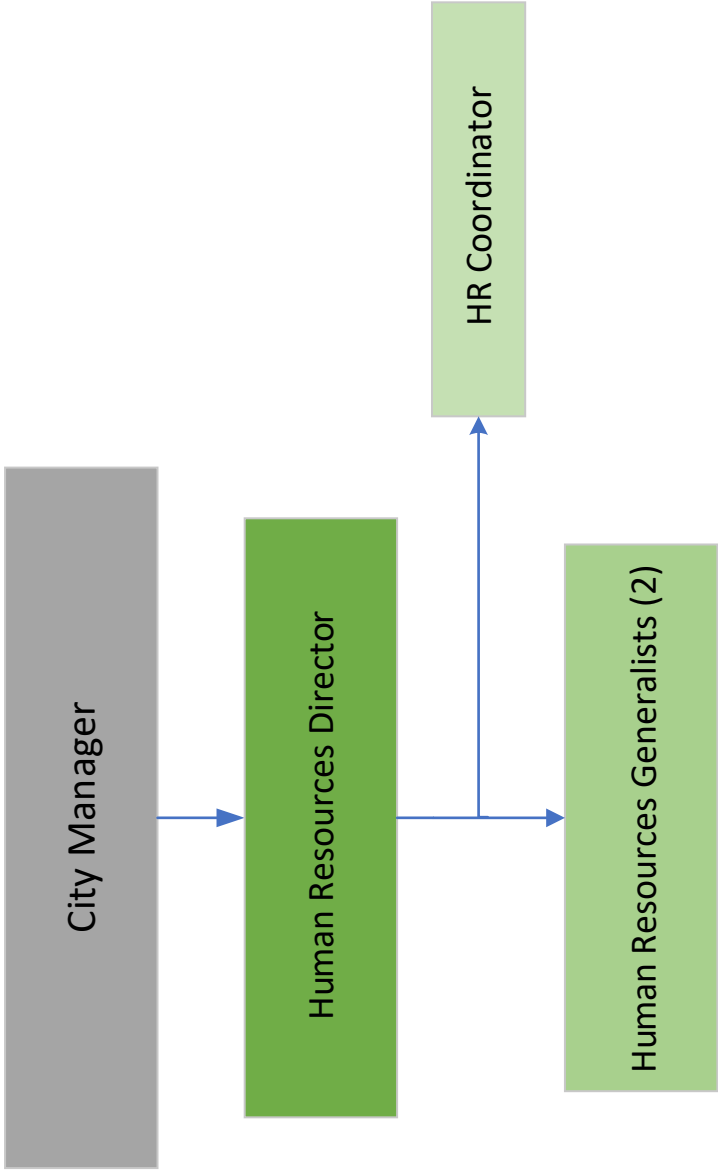 City Manager
Human Resources Director
HR Coordinator
Human Resources Generalists (2)